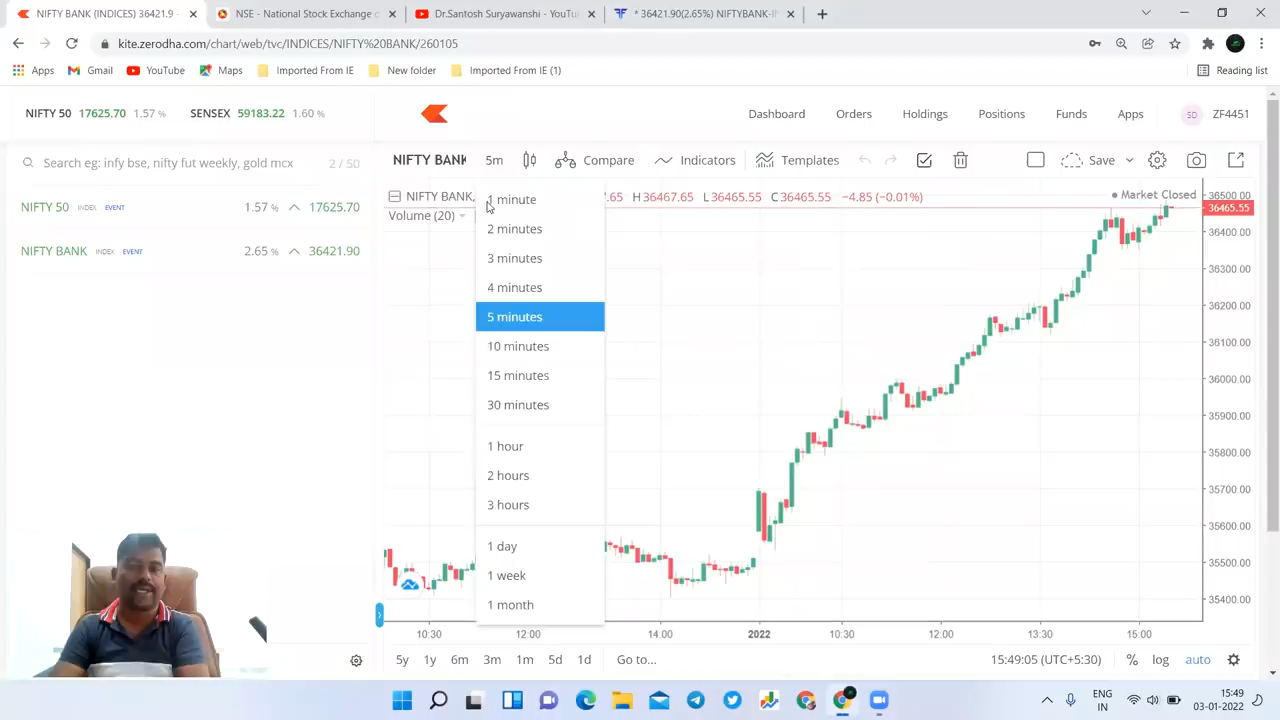 NIFTY BANK (INDICES) 36421.9 -
NSE - National Stock Exchange o
Dr.Santosh Suryawanshi - YouTu
* 36421.90(2.65%) NIFTYBANK-IN
kite.zerodha.com/chart/web/tvc/INDICES/NIFTY%20BANK/260105
Apps
Gmail
YouTube
Maps
Imported From IE
New folder
Imported From IE (1)
Reading list
NIFTY 50 17625.70 1.57 %
SENSEX 59183.22 1.60 %
Dashboard
Orders
Holdings
Positions
Funds
Apps
SD
ZF4451
Search eg: infy bse, nifty fut weekly, gold mcx
2 / 50
NIFTY 50 INDEX EVENT 1.57 % 17625.70
NIFTY BANK INDEX EVENT 2.65 % 36421.90
NIFTY BANK
5m
Compare
Indicators
Templates
Save
NIFTY BANK,
.65 H36467.65 L36465.55 C36465.55 −4.85 (−0.01%)
Market Closed
Volume (20)
1 minute
2 minutes
3 minutes
4 minutes
5 minutes
10 minutes
15 minutes
30 minutes
1 hour
2 hours
3 hours
1 day
1 week
1 month
36500.00
36465.55
36400.00
36300.00
36200.00
36100.00
36000.00
35900.00
35800.00
35700.00
35600.00
35500.00
35400.00
10:30
12:00
14:00
2022
10:30
12:00
13:30
15:00
5y
1y
6m
3m
1m
5d
1d
Go to...
15:49:05 (UTC+5:30)
%
log
auto
ENG
IN
15:49
03-01-2022